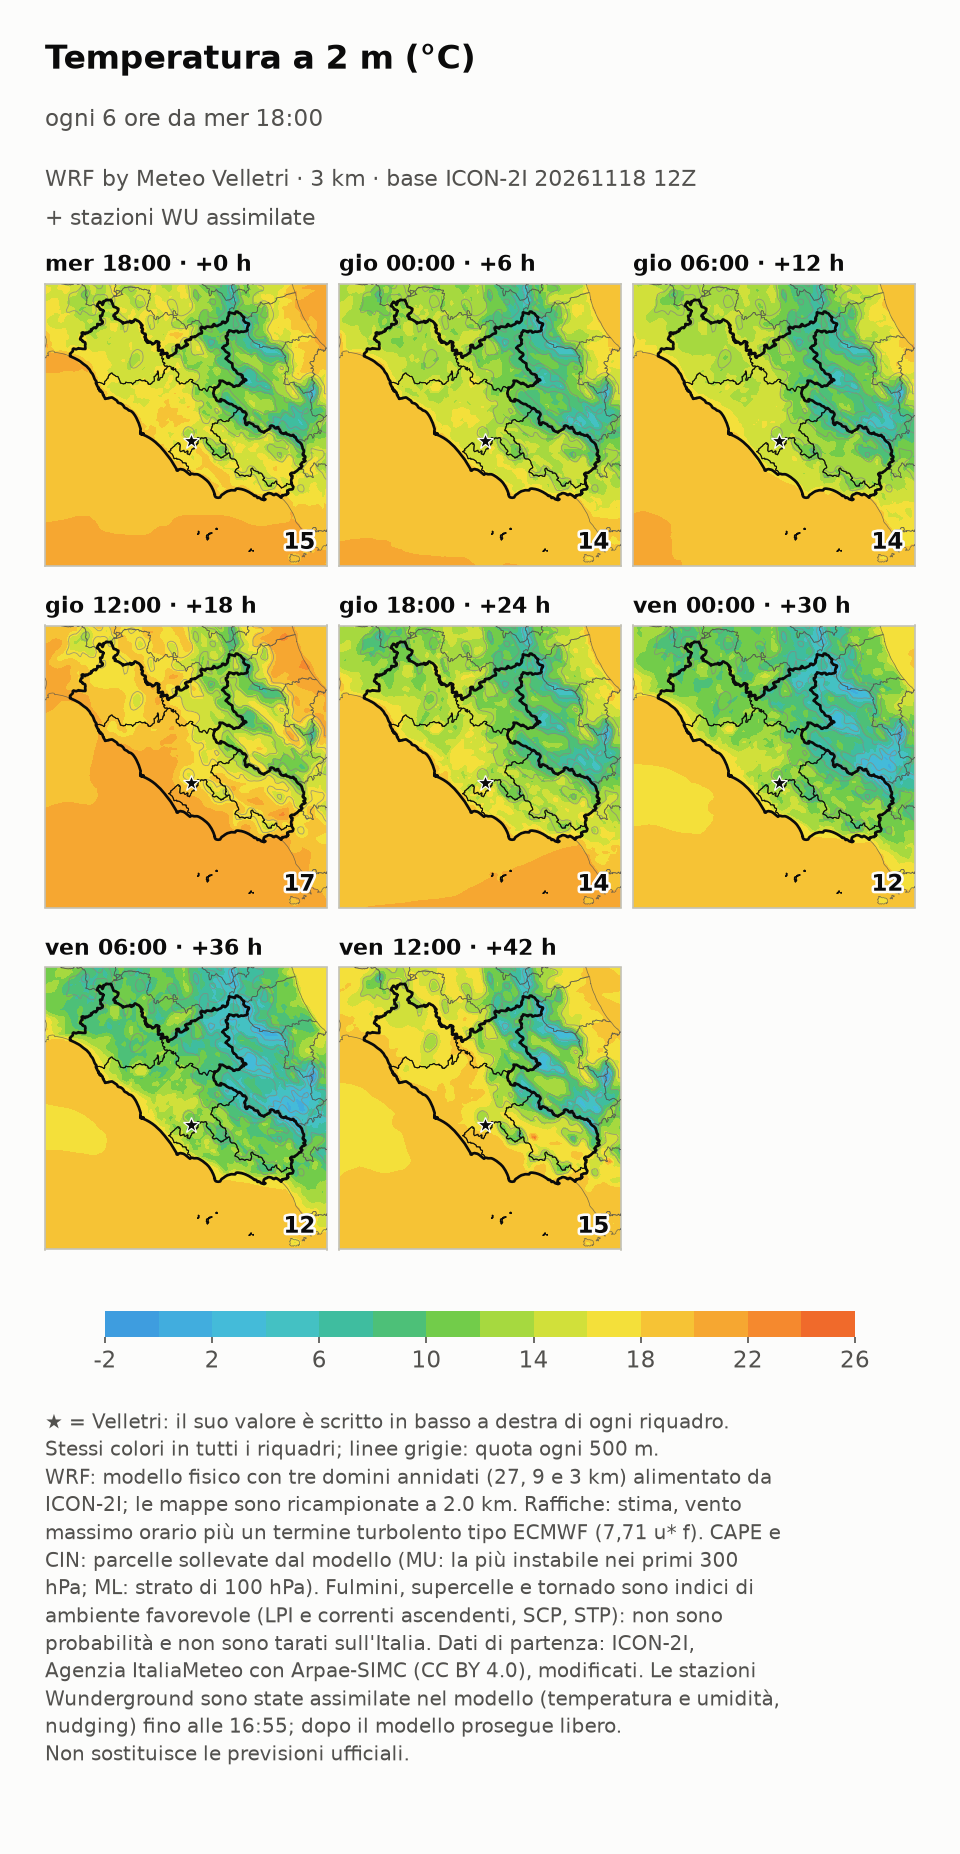 Temperatura a 2 m (°C)
ogni 6 ore da mer 18:00
WRF by Meteo Velletri · 3 km · base ICON-2I 20261118 12Z
+ stazioni WU assimilate
mer 18:00 · +0 h
gio 00:00 · +6 h
gio 06:00 · +12 h
15
14
14
gio 12:00 · +18 h
gio 18:00 · +24 h
ven 00:00 · +30 h
17
14
12
ven 06:00 · +36 h
ven 12:00 · +42 h
12
15
-2 2 6 10 14 18 22 26
★ = Velletri: il suo valore è scritto in basso a destra di ogni riquadro.
Stessi colori in tutti i riquadri; linee grigie: quota ogni 500 m.
WRF: modello fisico con tre domini annidati (27, 9 e 3 km) alimentato da
ICON-2I; le mappe sono ricampionate a 2.0 km. Raffiche: stima, vento
massimo orario più un termine turbolento tipo ECMWF (7,71 u* f). CAPE e
CIN: parcelle sollevate dal modello (MU: la più instabile nei primi 300
hPa; ML: strato di 100 hPa). Fulmini, supercelle e tornado sono indici di
ambiente favorevole (LPI e correnti ascendenti, SCP, STP): non sono
probabilità e non sono tarati sull'Italia. Dati di partenza: ICON-2I,
Agenzia ItaliaMeteo con Arpae-SIMC (CC BY 4.0), modificati. Le stazioni
Wunderground sono state assimilate nel modello (temperatura e umidità,
nudging) fino alle 16:55; dopo il modello prosegue libero.
Non sostituisce le previsioni ufficiali.